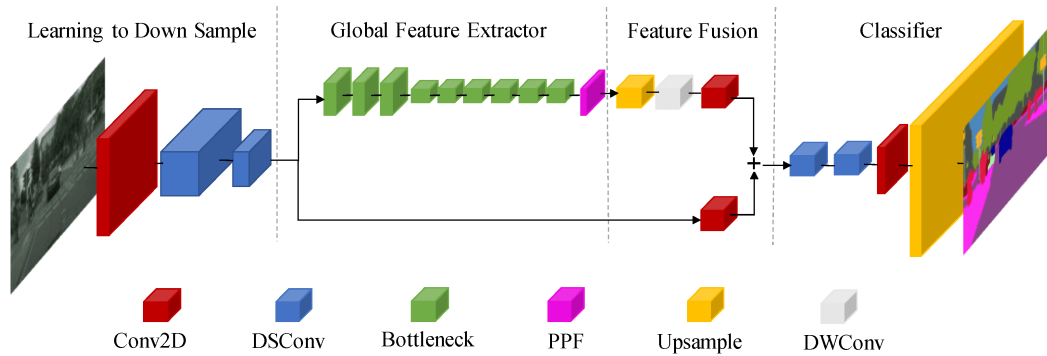 Learning to Down Sample
Global Feature Extractor
Feature Fusion
Classifier
+
Conv2D
DSConv
Bottleneck
PPF
Upsample
DWConv